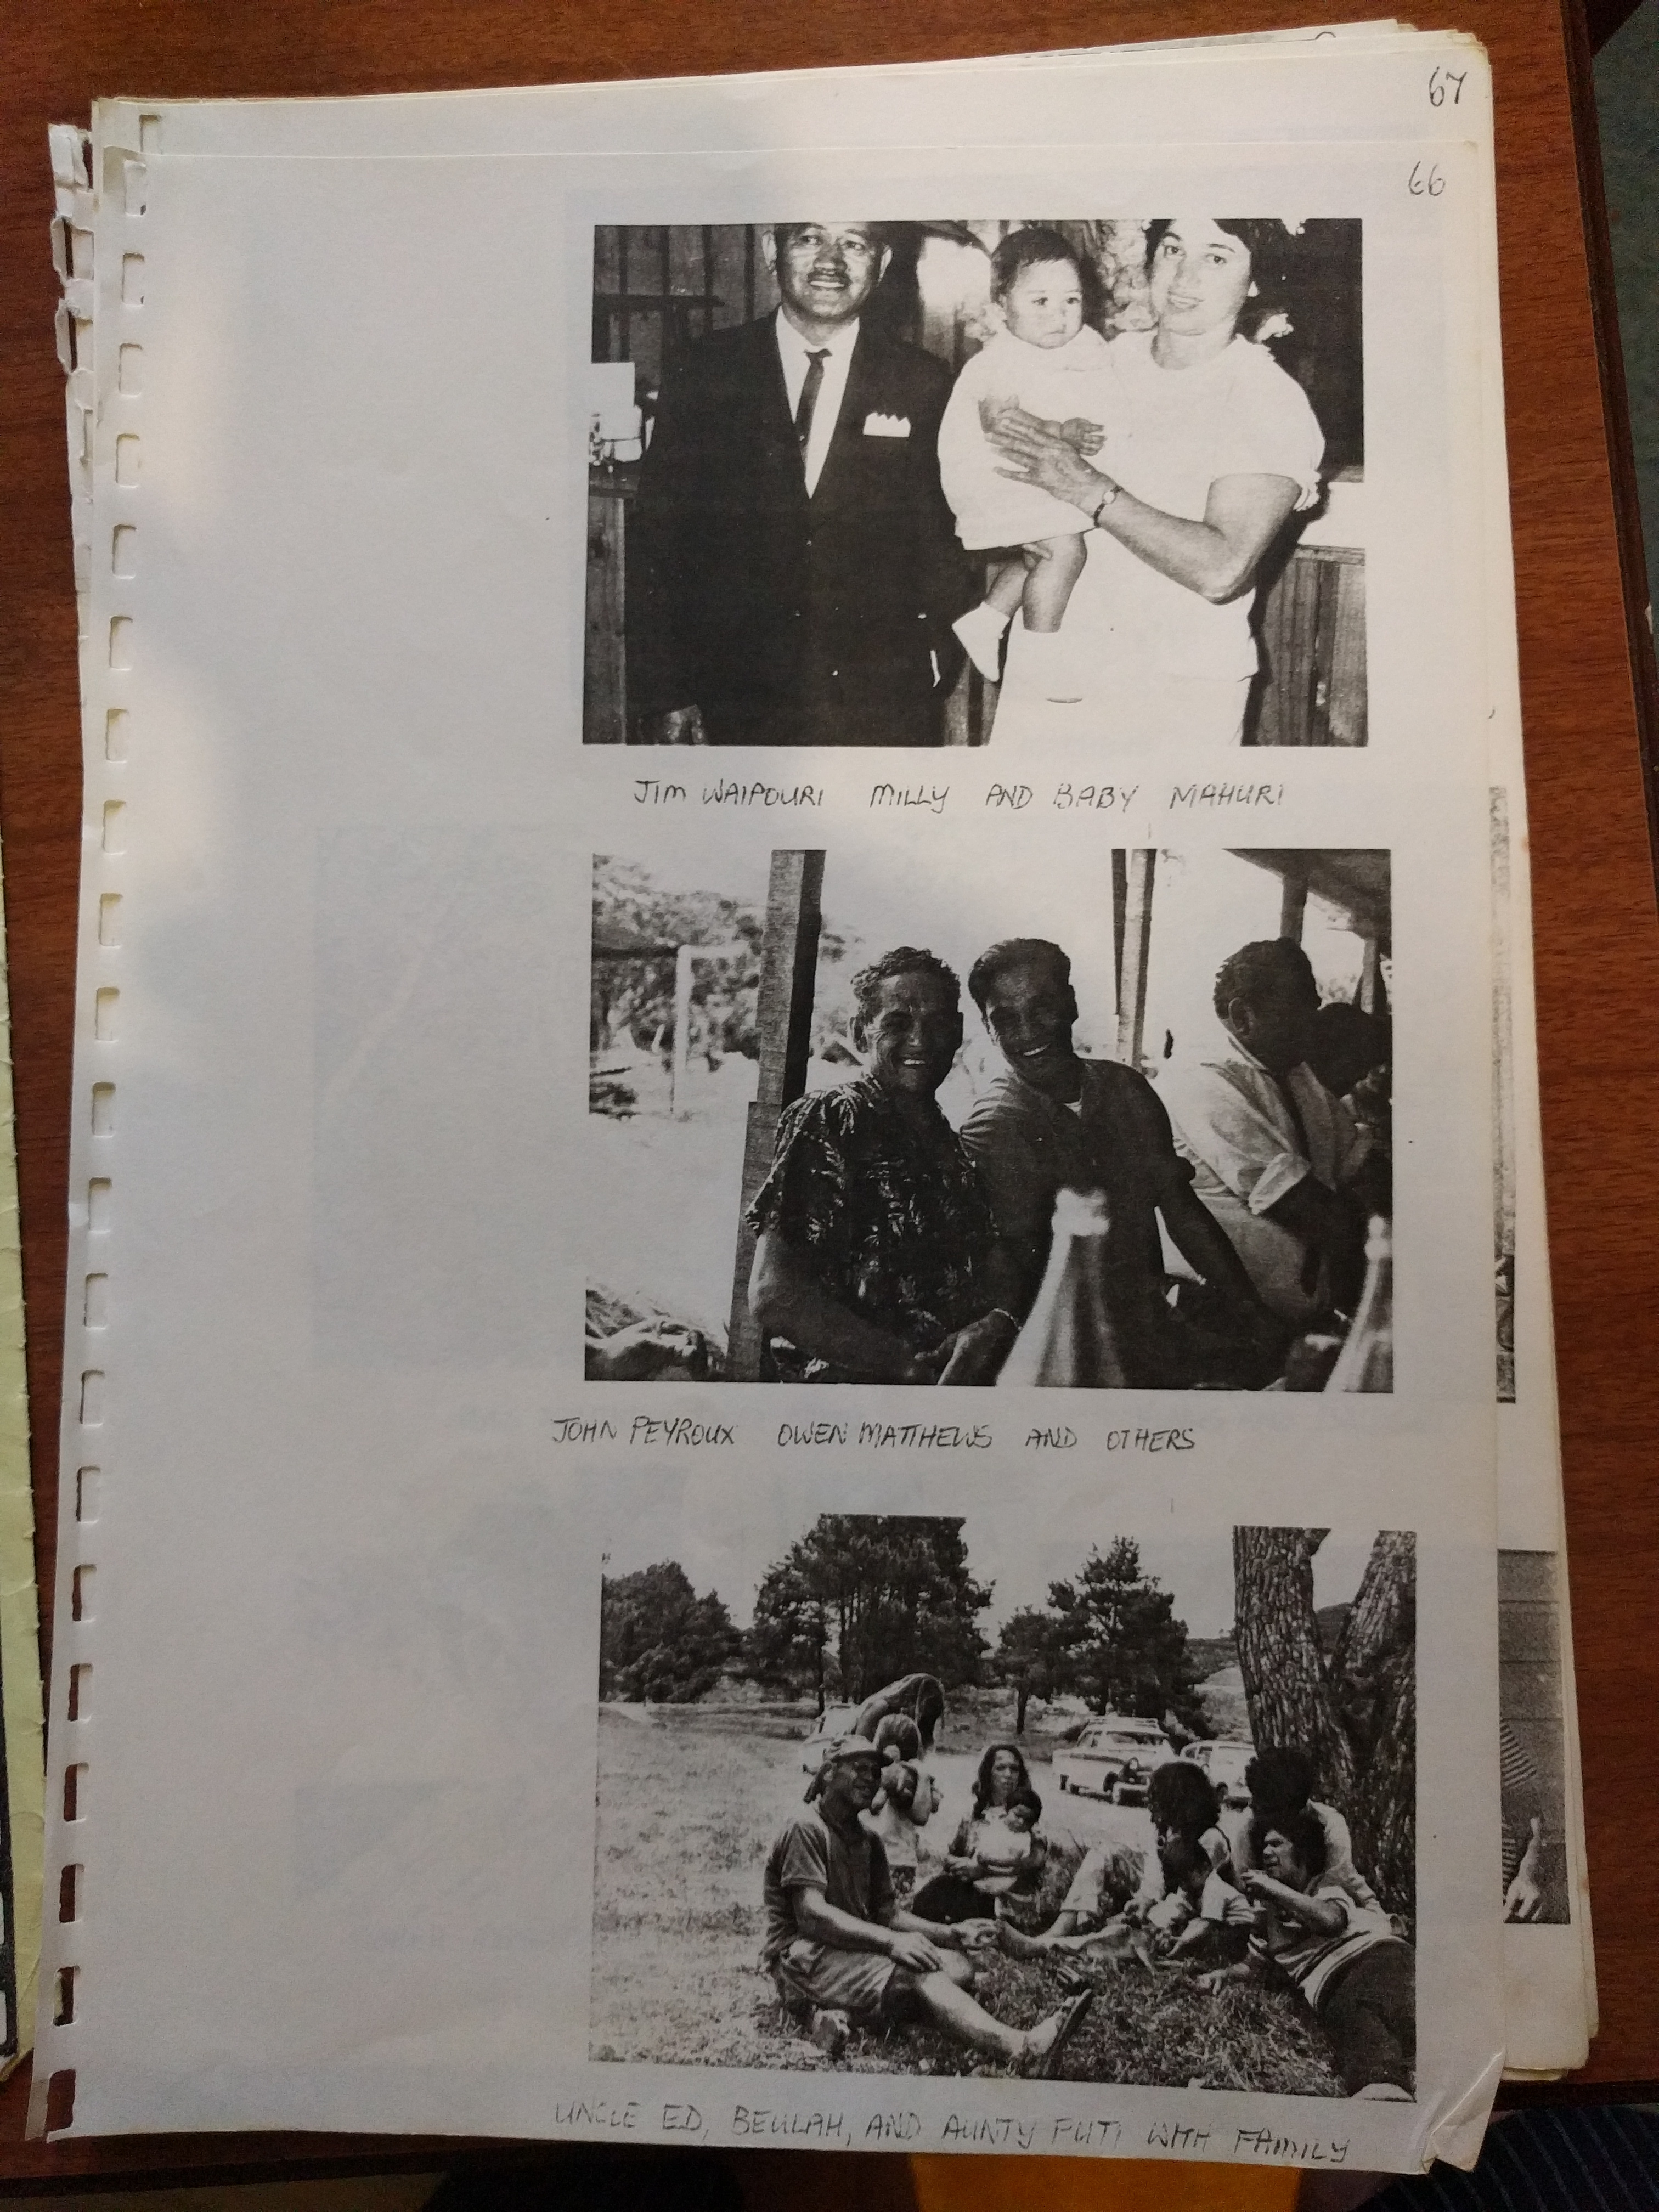 67
66
JIM WAIPOURI MILLY AND BABY MAHURI
JOHN PEYROUX OWEN MATTHEWS AND OTHERS
UNCLE ED, BEULAH, AND AUNTY PUTI WITH FAMILY